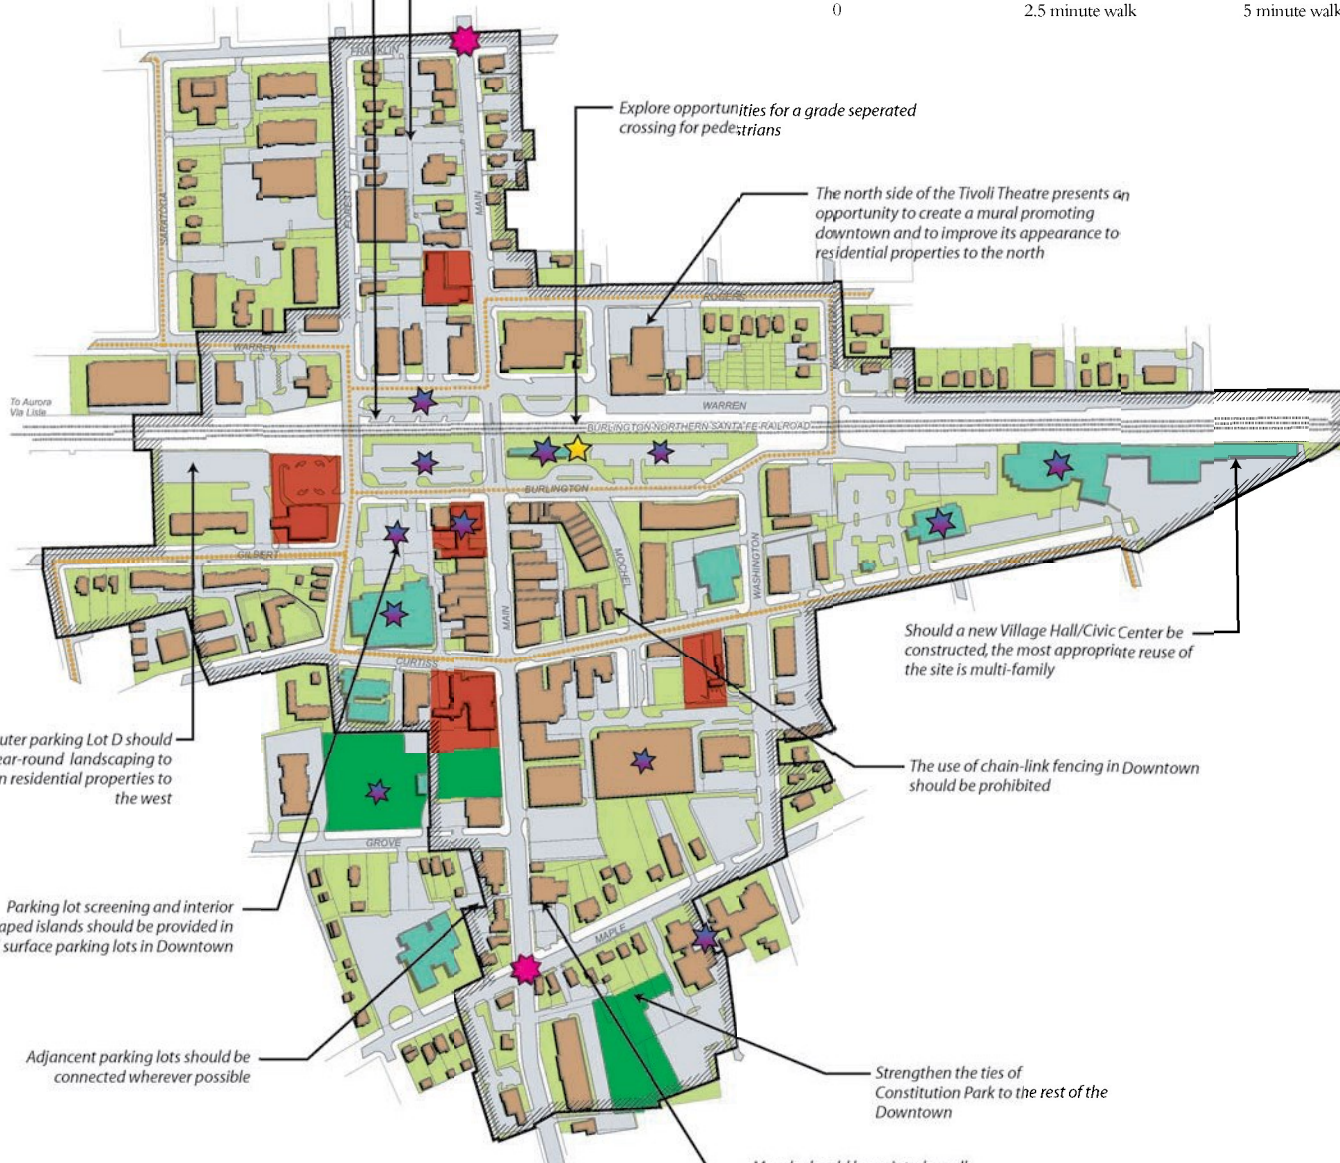 0 2.5 minute walk 5 minute walk
FRANKLIN
Explore opportunities for a grade seperated
crossing for pedestrians
SARATOGA
FOREST
MAIN
The north side of the Tivoli Theatre presents an
opportunity to create a mural promoting
downtown and to improve its appearance to
residential properties to the north
ROGERS
WARREN
To Aurora
Via Lisle
WARREN
BURLINGTON-NORTHERN SANTA FE-RAILROAD
BURLINGTON
GILBERT
MOCHEL
WASHINGTON
MAIN
CURTISS
Should a new Village Hall/Civic Center be
constructed, the most appropriate reuse of
the site is multi-family
uter parking Lot D should
ear-round landscaping to
n residential properties to
the west
The use of chain-link fencing in Downtown
should be prohibited
GROVE
Parking lot screening and interior
aped islands should be provided in
surface parking lots in Downtown
MAPLE
Adjancent parking lots should be
connected wherever possible
Strengthen the ties of
Constitution Park to the rest of the
Downtown